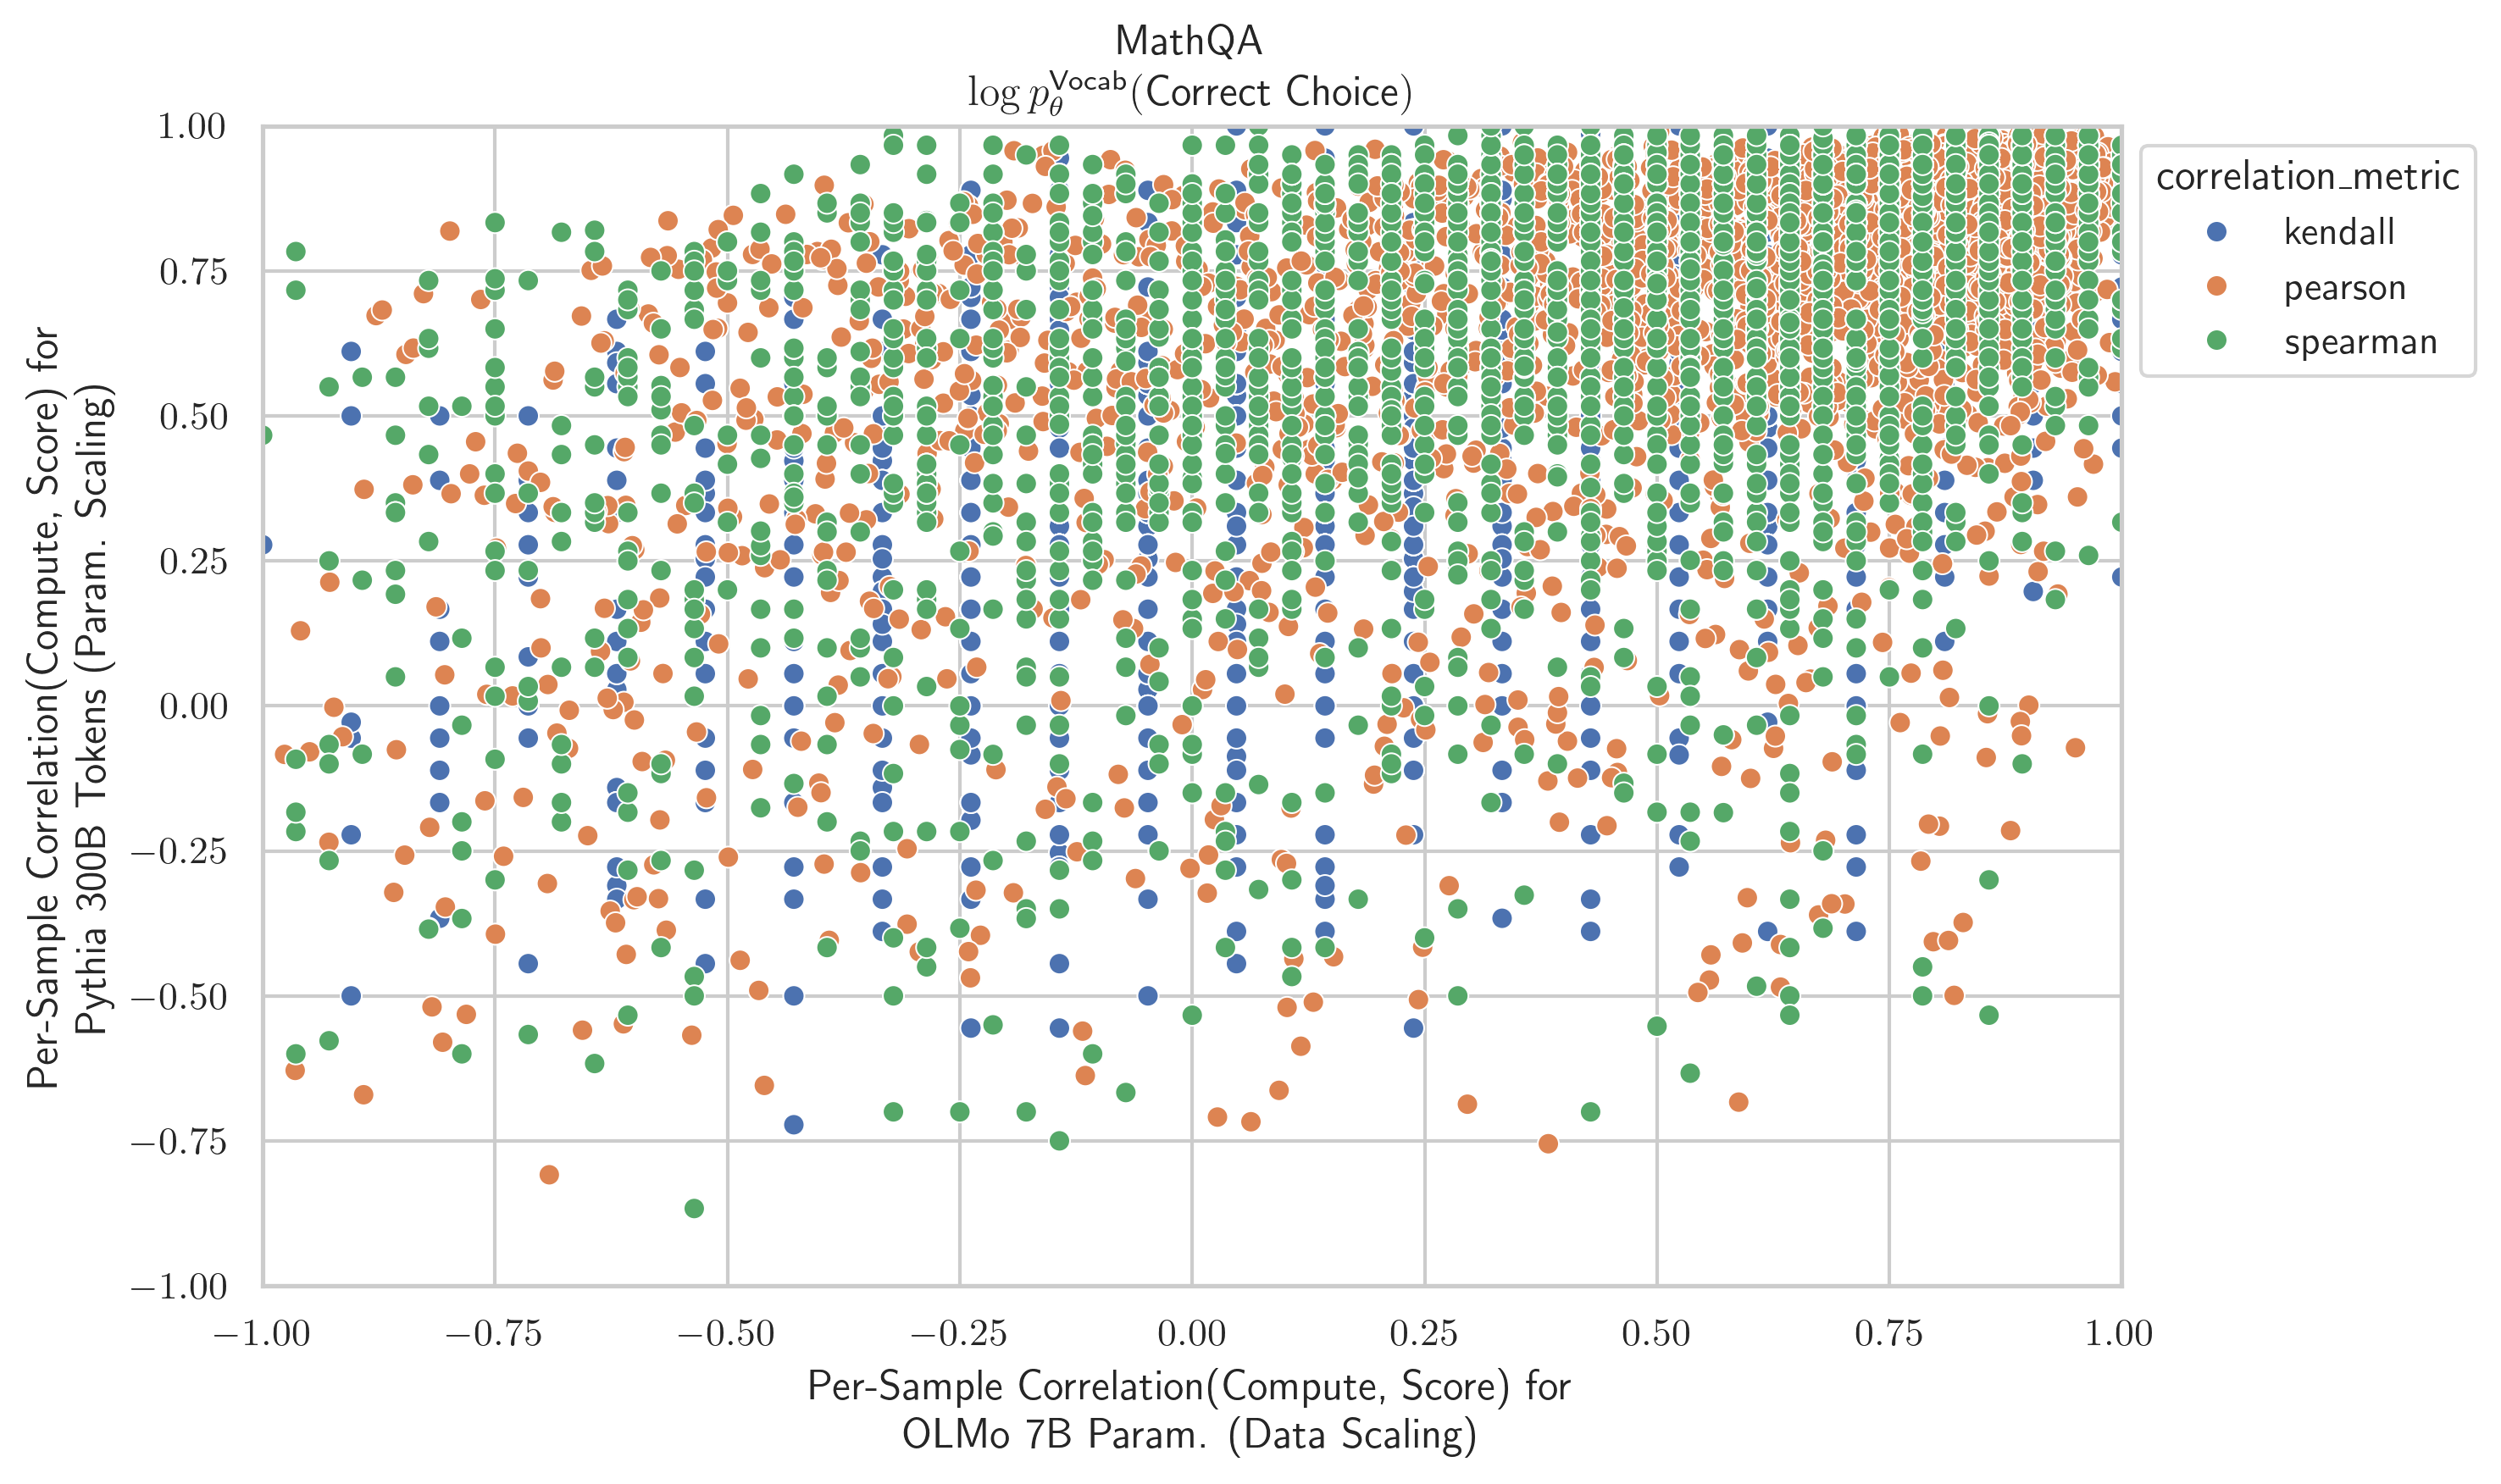 MathQA
log p_θ^Vocab(Correct Choice)
Per-Sample Correlation(Compute, Score) for
Pythia 300B Tokens (Param. Scaling)
1.00
0.75
0.50
0.25
0.00
−0.25
−0.50
−0.75
−1.00
−1.00 −0.75 −0.50 −0.25 0.00 0.25 0.50 0.75 1.00
Per-Sample Correlation(Compute, Score) for
OLMo 7B Param. (Data Scaling)
correlation_metric
kendall
pearson
spearman